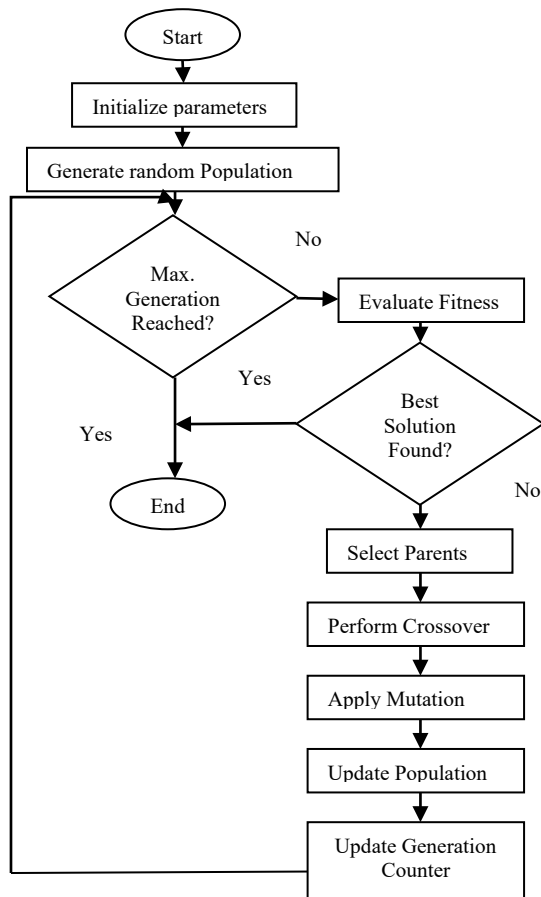 Start
Initialize parameters
Generate random Population
No
Max.
Generation
Reached?
Evaluate Fitness
Yes
Best
Solution
Found?
Yes
End
No
Select Parents
Perform Crossover
Apply Mutation
Update Population
Update Generation
Counter